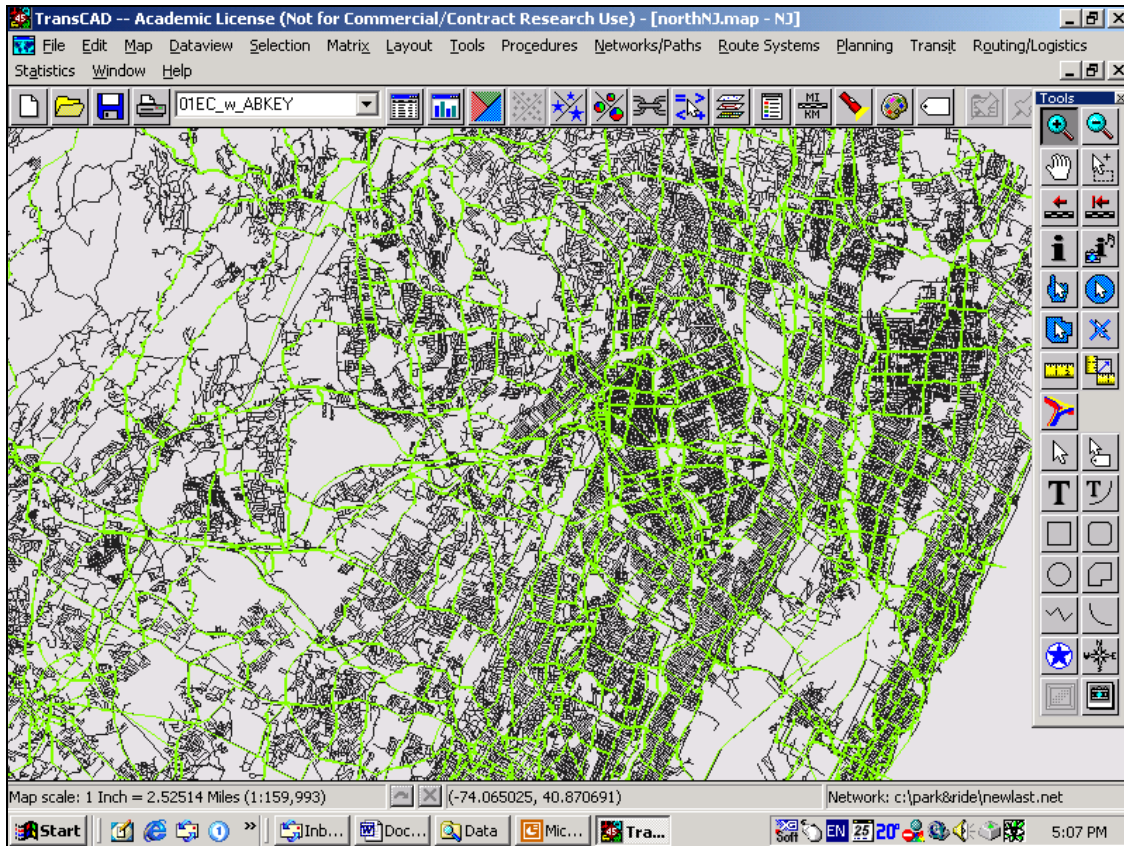 TransCAD -- Academic License (Not for Commercial/Contract Research Use) - [northNJ.map - NJ]
File Edit Map Dataview Selection Matrix Layout Tools Procedures Networks/Paths Route Systems Planning Transit Routing/Logistics
Statistics Window Help
01EC_w_ABKEY
MI
KM
Tools
T T
Map scale: 1 Inch = 2.52514 Miles (1:159,993) (-74.065025, 40.870691) Network: c:\park&ride\newlast.net
Start » Inb... Doc... Data Mic... Tra... EN 25 20° 5:07 PM